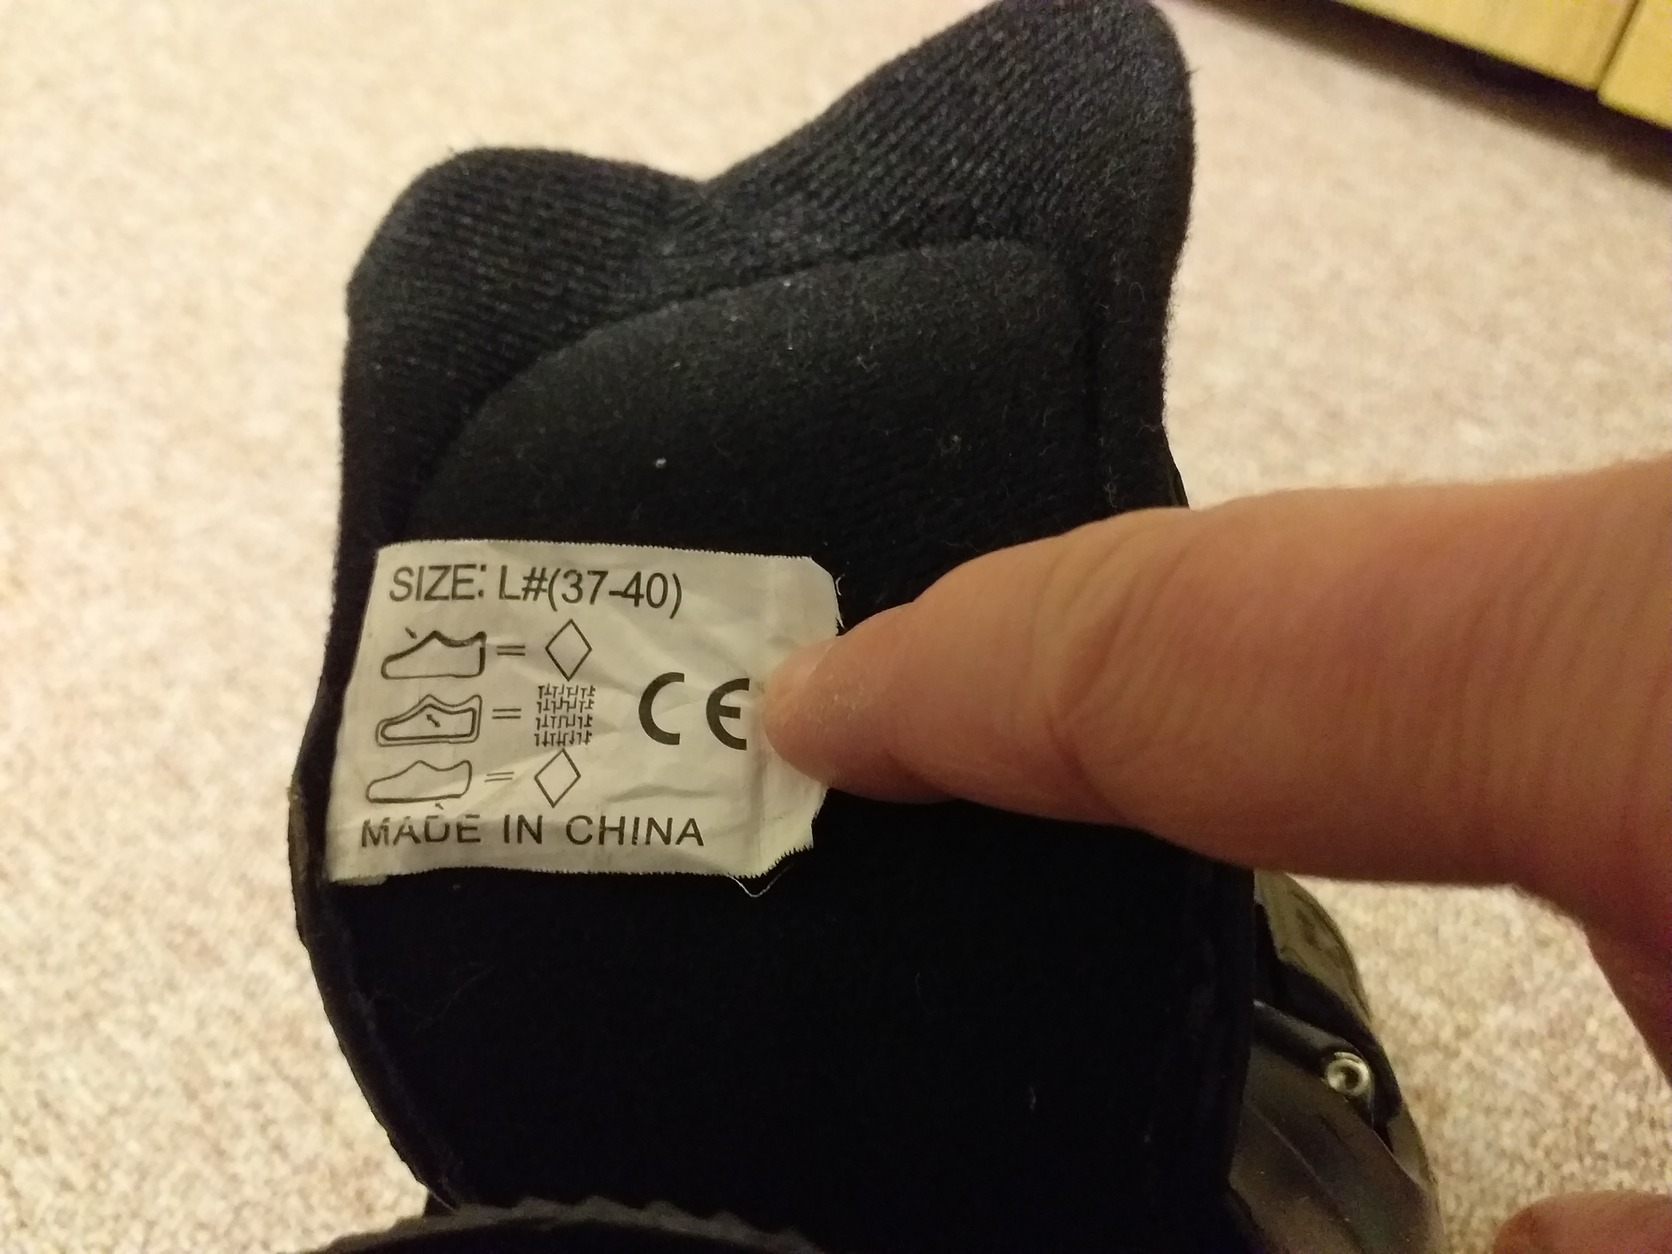 SIZE: L#(37-40)
=
=
CE
=
MADE IN CHINA